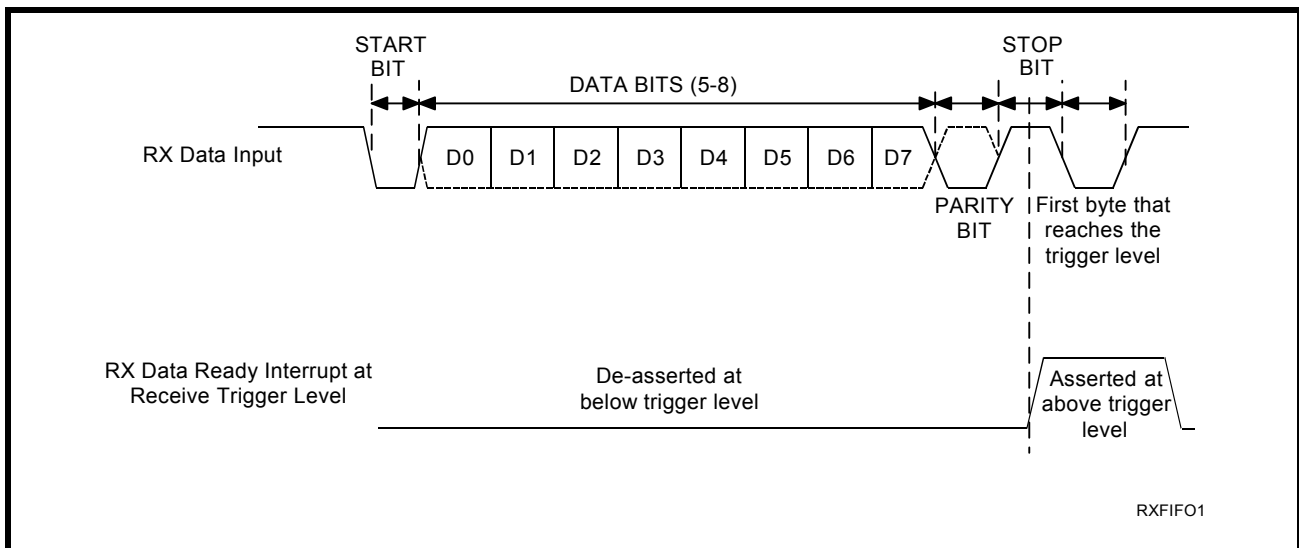 START
BIT
STOP
BIT
DATA BITS (5-8)
RX Data Input
D0 D1 D2 D3 D4 D5 D6 D7
PARITY
BIT
First byte that
reaches the
trigger level
RX Data Ready Interrupt at
Receive Trigger Level
De-asserted at
below trigger level
Asserted at
above trigger
level
RXFIFO1